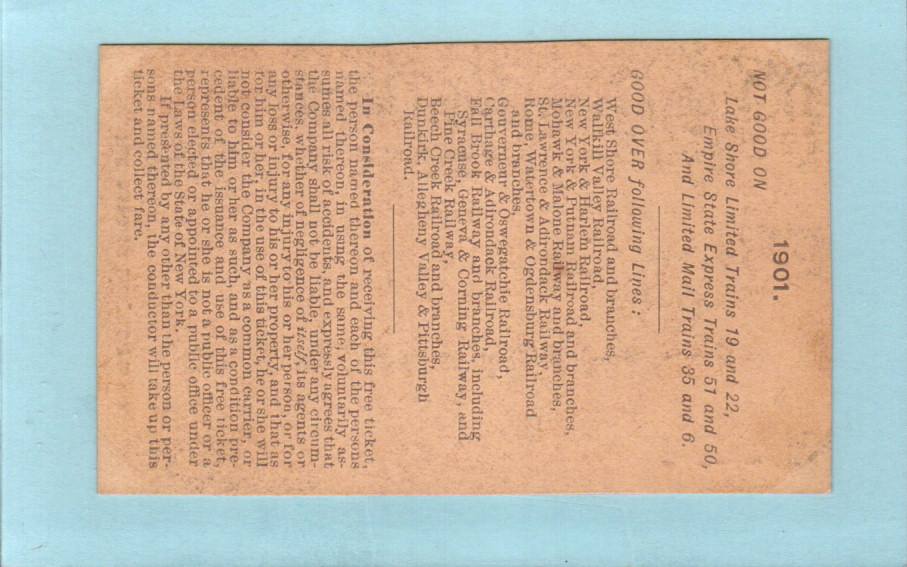 1901.
NOT GOOD ON
Lake Shore Limited Trains 19 and 22,
Empire State Express Trains 51 and 50,
And Limited Mail Trains 35 and 6.
GOOD OVER following Lines:
West Shore Railroad and branches,
Wallkill Valley Railroad,
New York & Harlem Railroad,
New York & Putnam Railroad and branches,
Mohawk & Malone Railway and branches,
St. Lawrence & Adirondack Railway,
Rome, Watertown & Ogdensburg Railroad
and branches,
Gouverneur & Oswegatchie Railroad,
Carthage & Adirondack Railroad,
Fall Brook Railway and branches, including
Syracuse, Geneva & Corning Railway, and
Pine Creek Railway,
Beech Creek Railroad and branches,
Dunkirk, Allegheny Valley & Pittsburgh
Railroad.
In Consideration of receiving this free ticket,
the person named thereon and each of the persons
named thereon, in using the same, voluntarily as-
sumes all risk of accidents, and expressly agrees that
the Company shall not be liable, under any circum-
stances, whether of negligence of itself, its agents or
otherwise, for any injury to his or her person, or for
any loss or injury to his or her property, and that as
for him or her, in the use of this ticket, he or she will
not consider the Company as a common carrier, or
liable to him or her as such, and as a condition pre-
cedent of the issuance and use of this free ticket,
represents that he or she is not a public officer or a
person elected or appointed to a public office under
the Laws of the State of New York.
If presented by any other than the person or per-
sons named thereon, the conductor will take up this
ticket and collect fare.